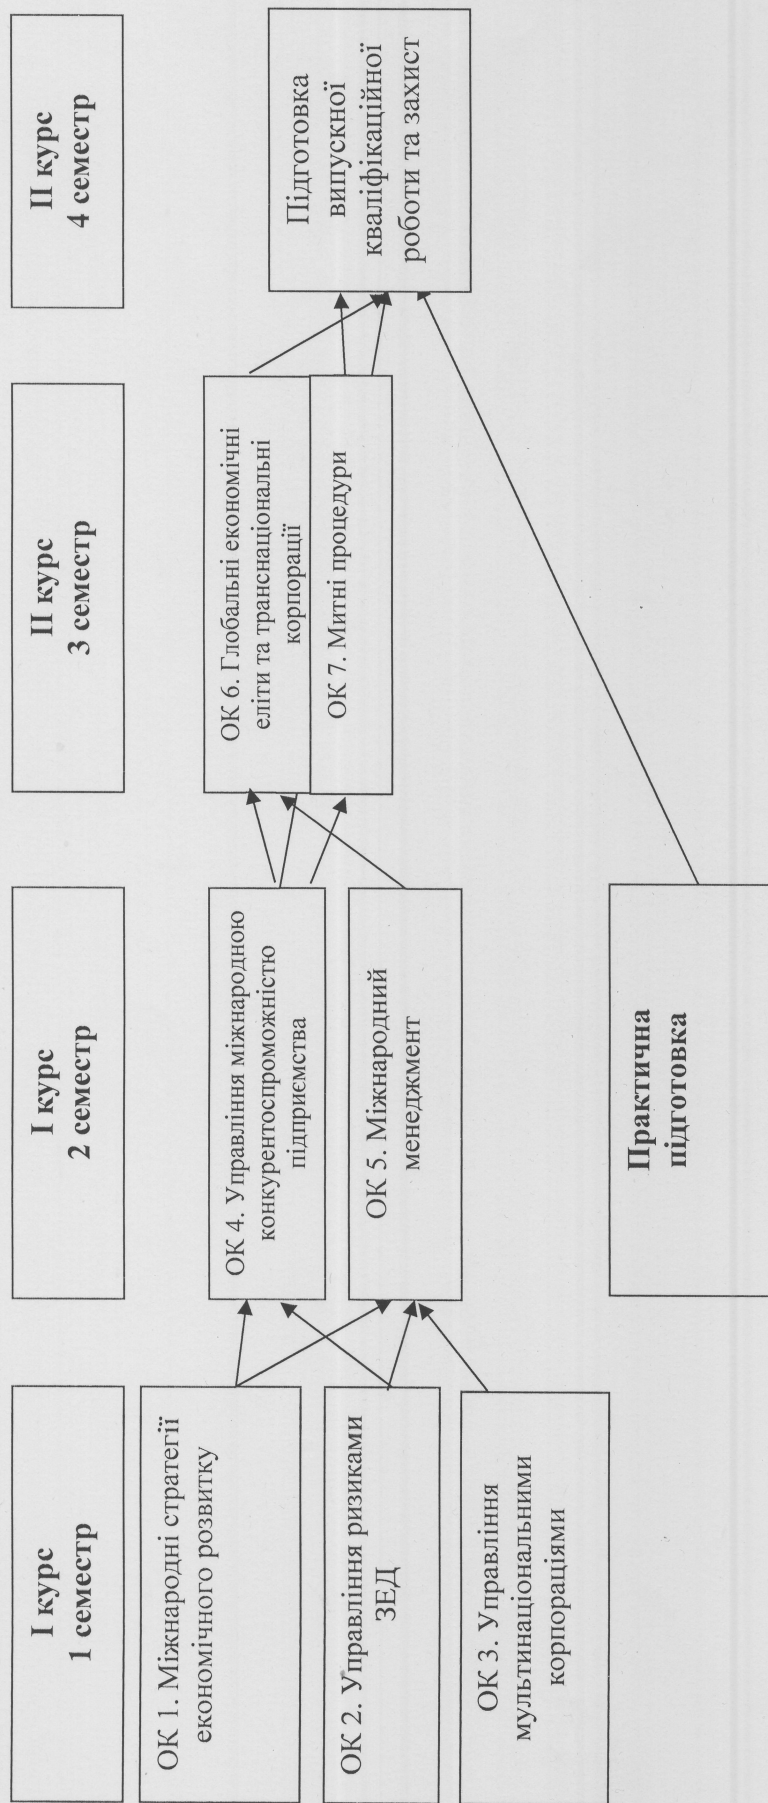 І курс
1 семестр
І курс
2 семестр
ІІ курс
3 семестр
ІІ курс
4 семестр
ОК 1. Міжнародні стратегії
економічного розвитку
ОК 2. Управління ризиками
ЗЕД
ОК 3. Управління
мультинаціональними
корпораціями
ОК 4. Управління міжнародною
конкурентоспроможністю
підприємства
ОК 5. Міжнародний
менеджмент
Практична
підготовка
ОК 6. Глобальні економічні
еліти та транснаціональні
корпорації
ОК 7. Митні процедури
Підготовка
випускної
кваліфікаційної
роботи та захист